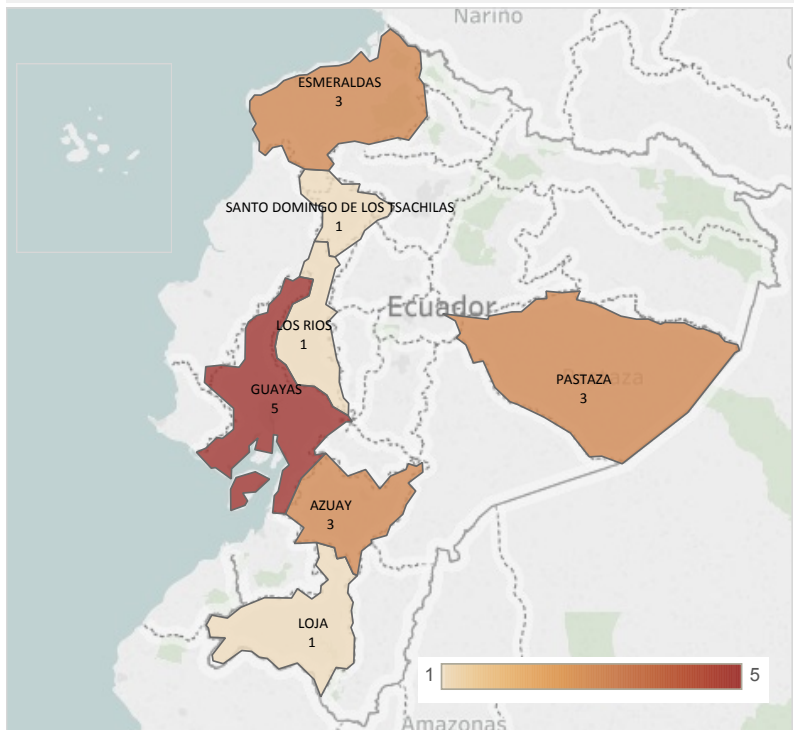 Nariño
ESMERALDAS
3
SANTO DOMINGO DE LOS TSACHILAS
1
Ecuador
LOS RIOS
1
GUAYAS
5
PASTAZA
3
AZUAY
3
LOJA
1
1
5
Amazonas